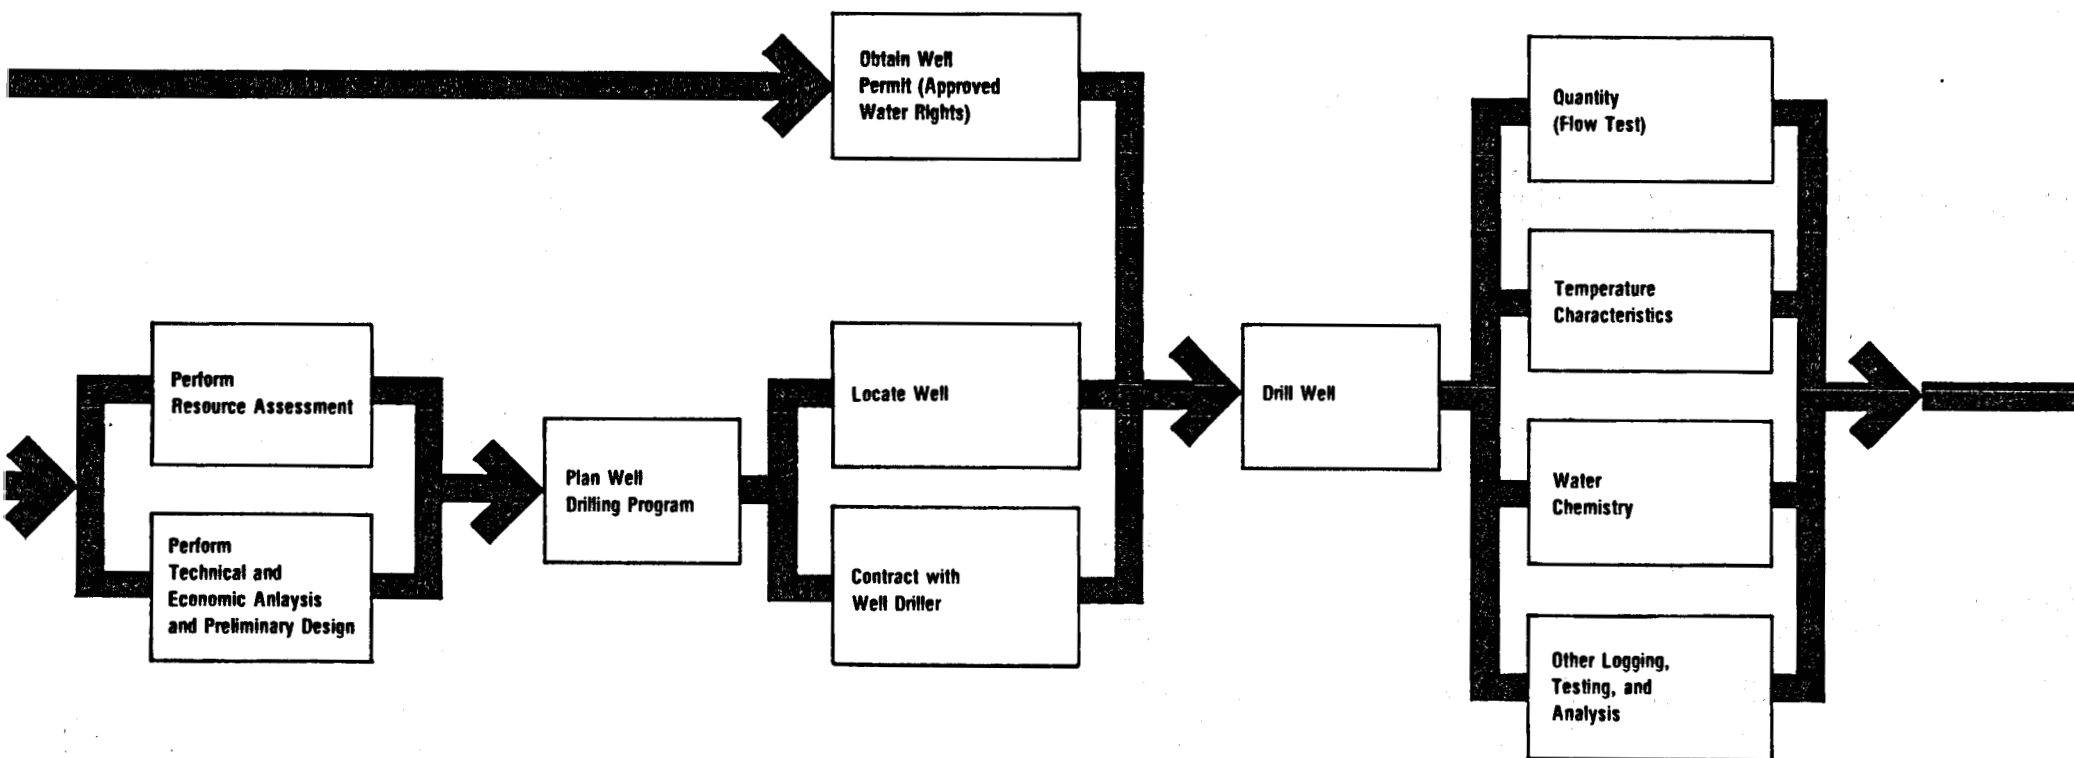 Obtain Well
Permit (Approved
Water Rights)
Quantity
(Flow Test)
Temperature
Characteristics
Perform
Resource Assessment
Locate Well
Drill Well
Plan Well
Drilling Program
Water
Chemistry
Perform
Technical and
Economic Anlaysis
and Preliminary Design
Contract with
Well Driller
Other Logging,
Testing, and
Analysis